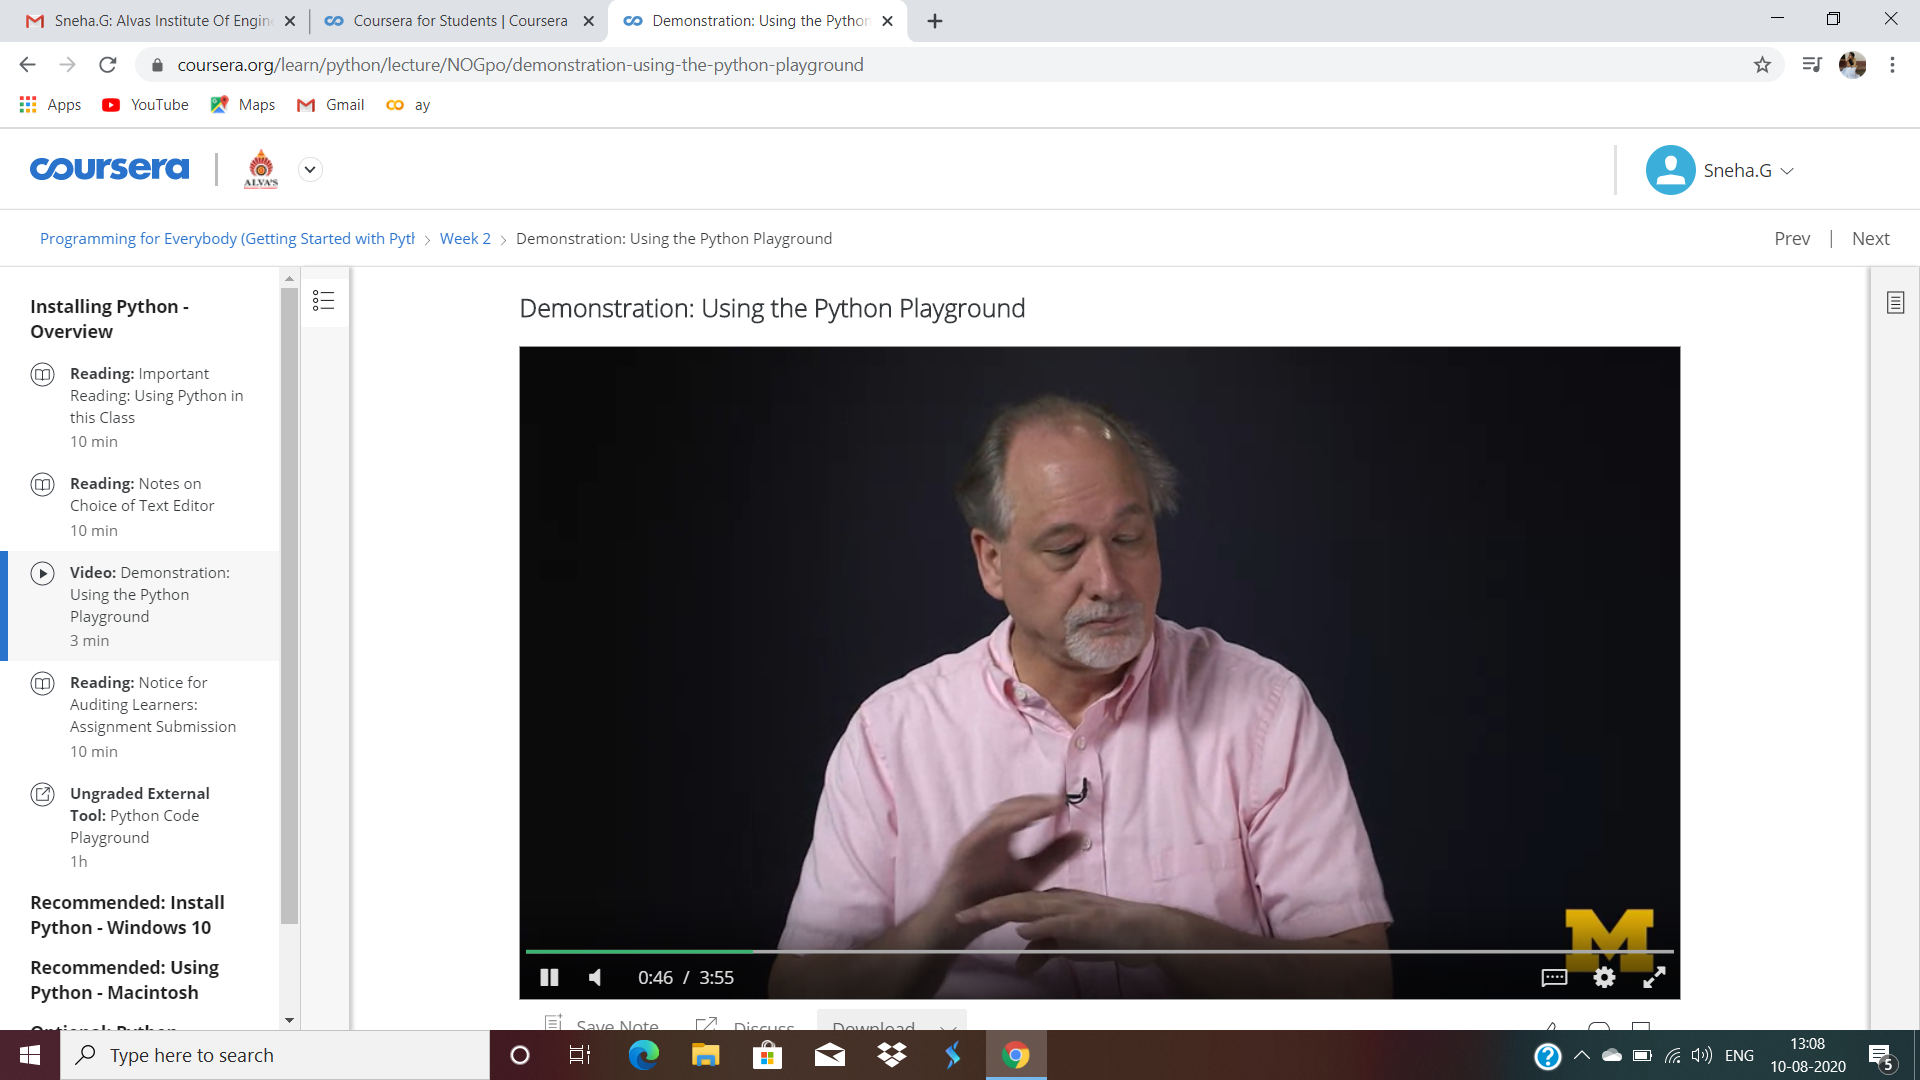 Sneha.G: Alvas Institute Of Engine
Coursera for Students | Coursera
Demonstration: Using the Python
coursera.org/learn/python/lecture/NOGpo/demonstration-using-the-python-playground
Apps
YouTube
Maps
Gmail
ay
coursera
ALVA'S
Sneha.G
Programming for Everybody (Getting Started with Pyth
Week 2
Demonstration: Using the Python Playground
Prev
Next
Installing Python -
Overview
Reading: Important
Reading: Using Python in
this Class
10 min
Reading: Notes on
Choice of Text Editor
10 min
Video: Demonstration:
Using the Python
Playground
3 min
Reading: Notice for
Auditing Learners:
Assignment Submission
10 min
Ungraded External
Tool: Python Code
Playground
1h
Recommended: Install
Python - Windows 10
Recommended: Using
Python - Macintosh
Optional: Python
Demonstration: Using the Python Playground
M
0:46 / 3:55
Save Note
Discuss
Download
Type here to search
ENG
13:08
10-08-2020
5